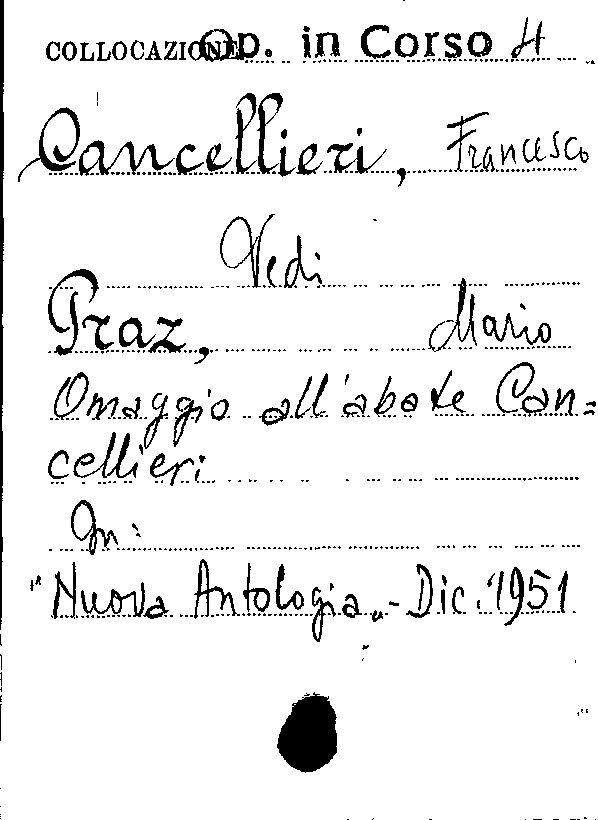 COLLOCAZIONE Op. in Corso 4
Cancellieri, Francesco
Vedi
Praz, Mario
Omaggio all'abate Can=
cellieri
In:
"Nuova Antologia„ - Dic. 1951